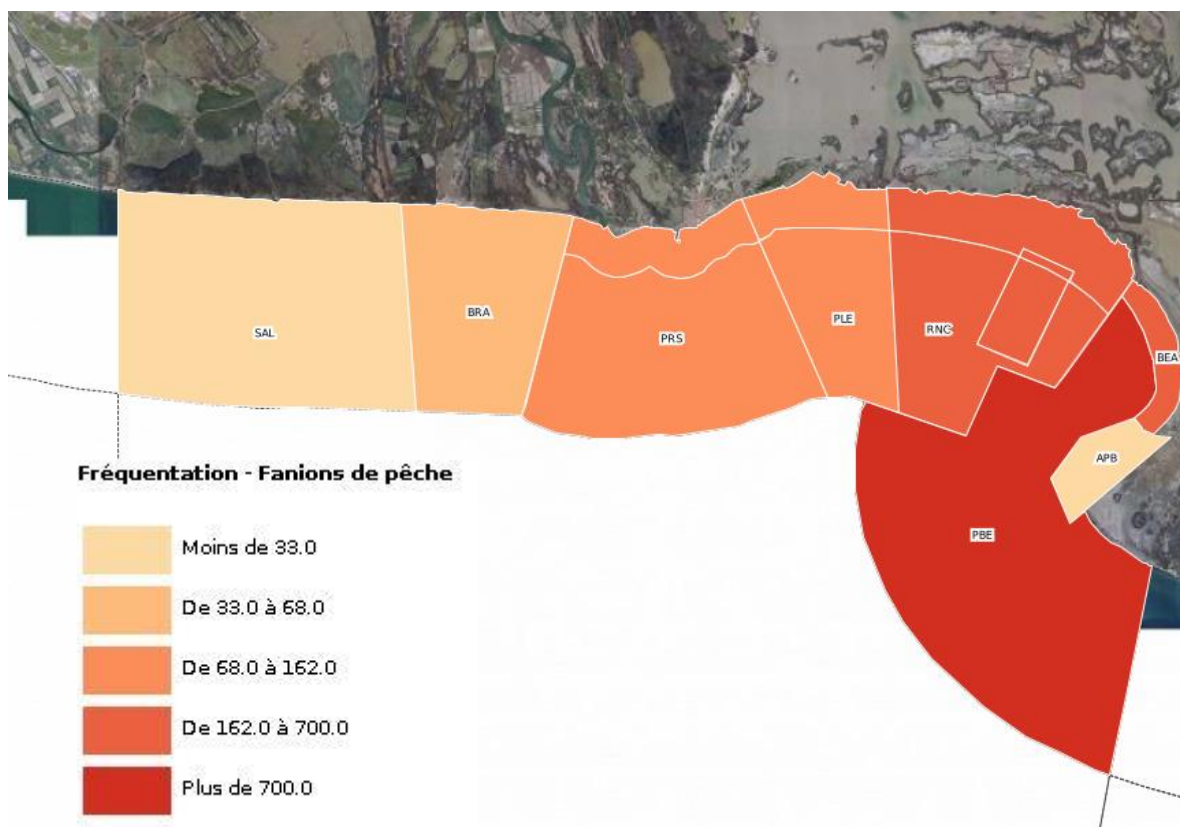 SAL
BRA
PRS
PLE
RNC
BEA
APB
PBE
Fréquentation - Fanions de pêche
Moins de 33.0
De 33.0 à 68.0
De 68.0 à 162.0
De 162.0 à 700.0
Plus de 700.0